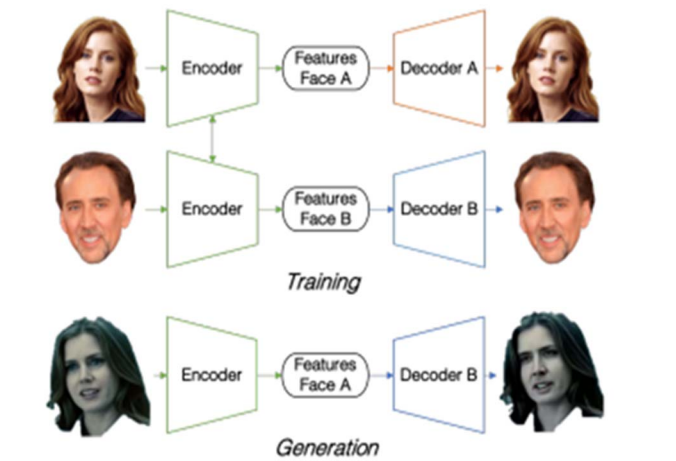 Encoder
Features
Face A
Decoder A
Encoder
Features
Face B
Decoder B
Training
Encoder
Features
Face A
Decoder B
Generation